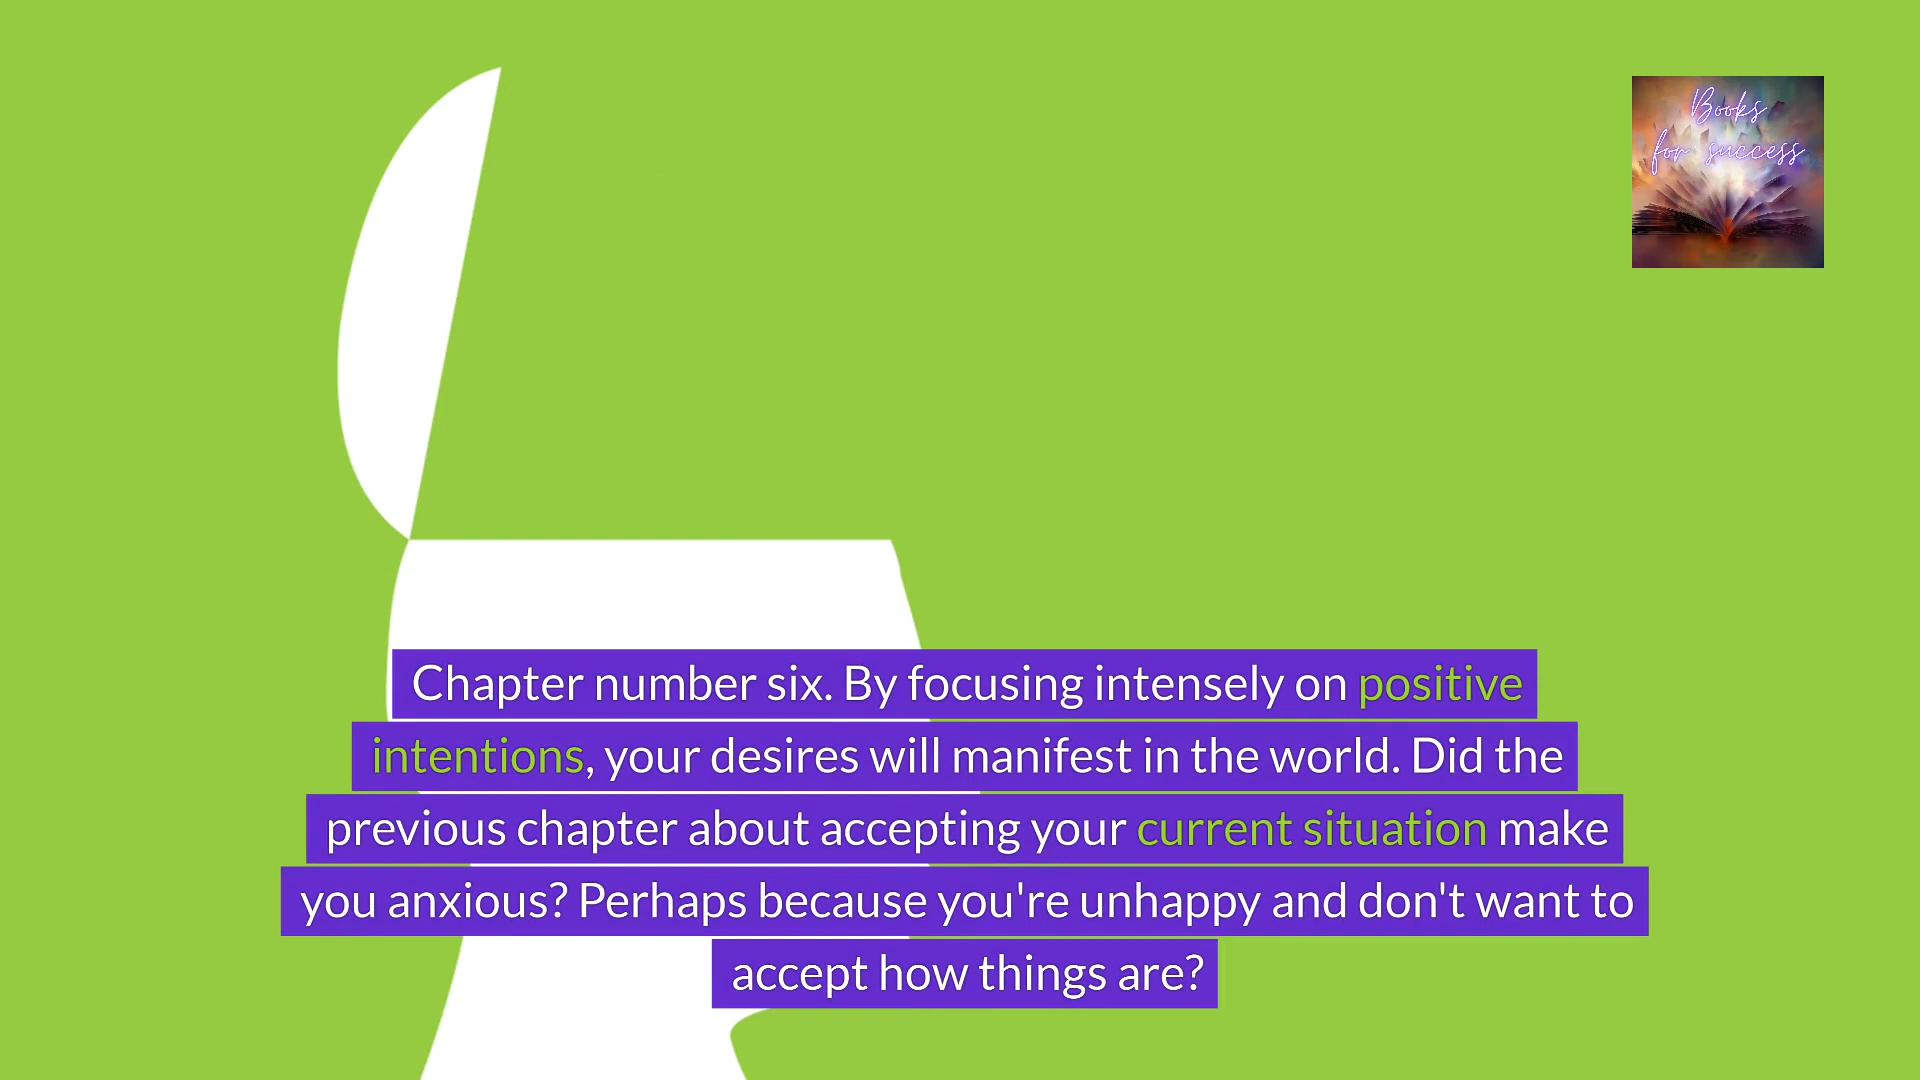 Books
for success
Chapter number six. By focusing intensely on positive
intentions, your desires will manifest in the world. Did the
previous chapter about accepting your current situation make
you anxious? Perhaps because you're unhappy and don't want to
accept how things are?